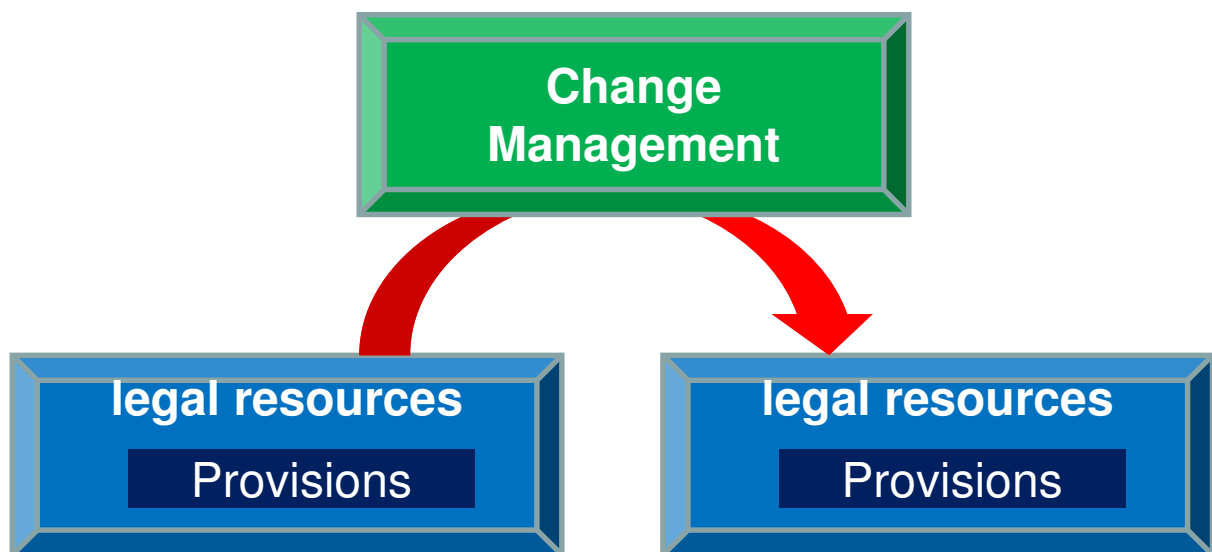 Change
Management
legal resources
Provisions
legal resources
Provisions